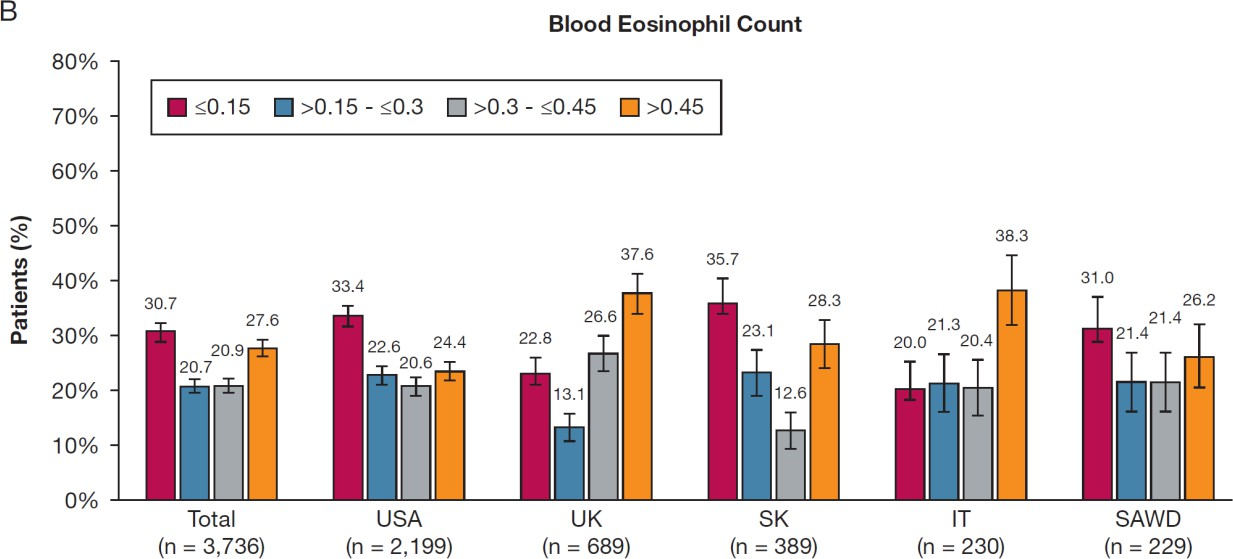 B
Blood Eosinophil Count
80%
70%
60%
50%
40%
30%
20%
10%
0%
Patients (%)
≤0.15 >0.15 - ≤0.3 >0.3 - ≤0.45 >0.45
30.7 20.7 20.9 27.6
33.4 22.6 20.6 24.4
22.8 13.1 26.6 37.6
35.7 23.1 12.6 28.3
20.0 21.3 20.4 38.3
31.0 21.4 21.4 26.2
Total USA UK SK IT SAWD
(n = 3,736) (n = 2,199) (n = 689) (n = 389) (n = 230) (n = 229)